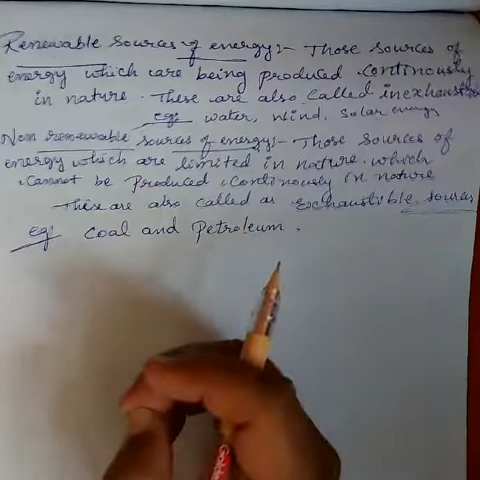 Renewable sources of energy:- Those sources of
energy which are being produced continously
in nature. These are also called
eg:- water, wind, solar energy
Non renewable sources of energy:- Those sources of
energy which are limited in nature. which
cannot be produced continously in nature
These are also called as Exhaustible sources
eg: Coal and Petroleum.